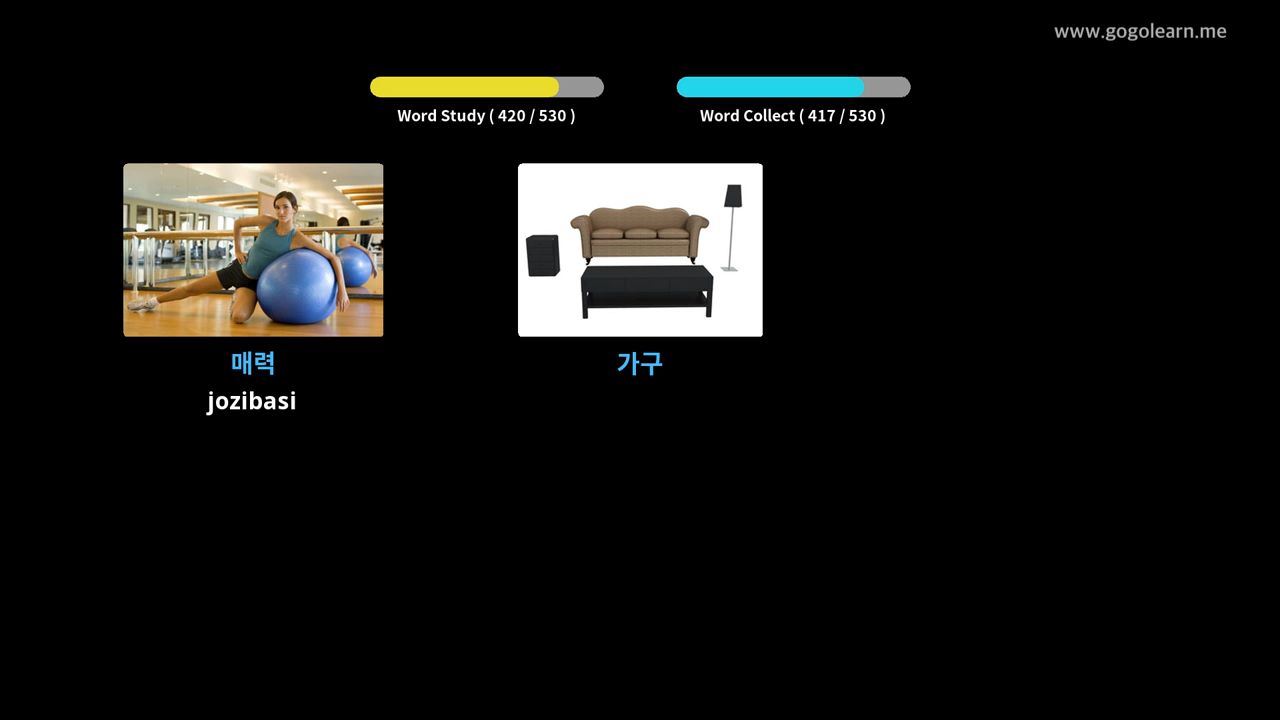 www.gogolearn.me
Word Study ( 420 / 530 )
Word Collect ( 417 / 530 )
매력
가구
jozibasi